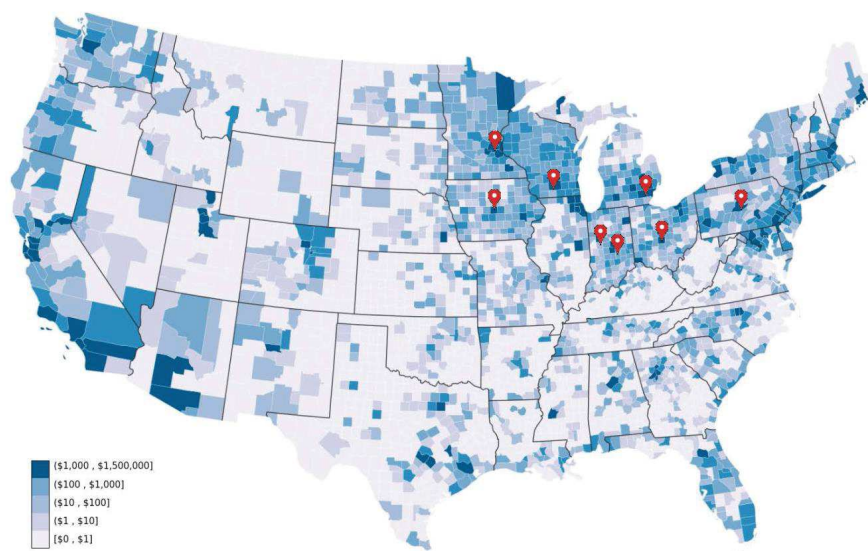 ($1,000 , $1,500,000]
($100 , $1,000]
($10 , $100]
($1 , $10]
[$0 , $1]